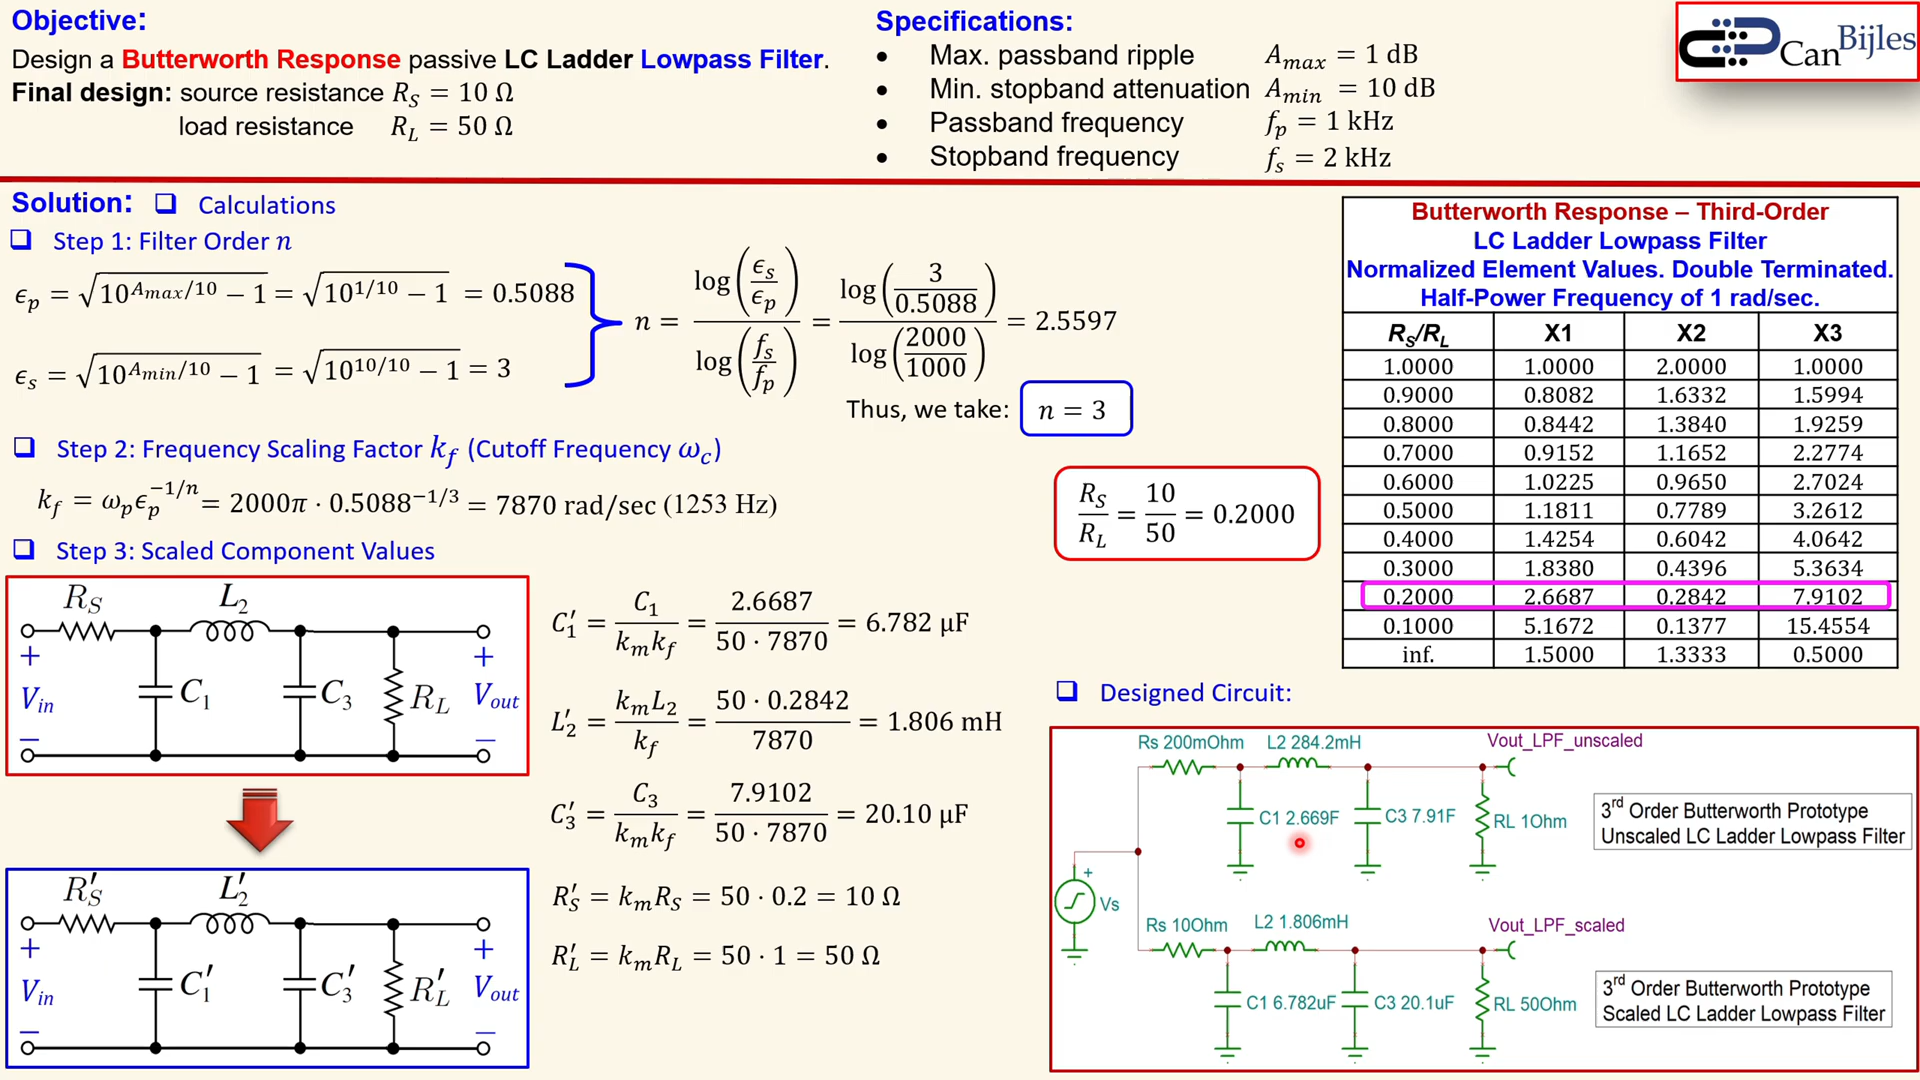 Objective:
Design a Butterworth Response passive LC Ladder Lowpass Filter.
Final design: source resistance R_S = 10 Ω
load resistance R_L = 50 Ω
Specifications:
• Max. passband ripple A_max = 1 dB
• Min. stopband attenuation A_min = 10 dB
• Passband frequency f_p = 1 kHz
• Stopband frequency f_s = 2 kHz
CanBijles
Solution: ❑ Calculations
❑ Step 1: Filter Order n
ϵ_p = √(10^(A_max/10) − 1) = √(10^(1/10) − 1) = 0.5088
ϵ_s = √(10^(A_min/10) − 1) = √(10^(10/10) − 1) = 3
n = log(ϵ_s/ϵ_p) / log(f_s/f_p) = log(3/0.5088) / log(2000/1000) = 2.5597
Thus, we take: n = 3
❑ Step 2: Frequency Scaling Factor k_f (Cutoff Frequency ω_c)
k_f = ω_p ϵ_p^(−1/n) = 2000π · 0.5088^(−1/3) = 7870 rad/sec (1253 Hz)
R_S/R_L = 10/50 = 0.2000
❑ Step 3: Scaled Component Values
R_S L_2
+ +
V_in C_1 C_3 R_L V_out
− −
R′_S L′_2
+ +
V_in C′_1 C′_3 R′_L V_out
− −
C′_1 = C_1/(k_m k_f) = 2.6687/(50 · 7870) = 6.782 μF
L′_2 = k_m L_2/k_f = 50 · 0.2842/7870 = 1.806 mH
C′_3 = C_3/(k_m k_f) = 7.9102/(50 · 7870) = 20.10 μF
R′_S = k_m R_S = 50 · 0.2 = 10 Ω
R′_L = k_m R_L = 50 · 1 = 50 Ω
Butterworth Response – Third-Order
LC Ladder Lowpass Filter
Normalized Element Values. Double Terminated.
Half-Power Frequency of 1 rad/sec.
R_S/R_L X1 X2 X3
1.0000 1.0000 2.0000 1.0000
0.9000 0.8082 1.6332 1.5994
0.8000 0.8442 1.3840 1.9259
0.7000 0.9152 1.1652 2.2774
0.6000 1.0225 0.9650 2.7024
0.5000 1.1811 0.7789 3.2612
0.4000 1.4254 0.6042 4.0642
0.3000 1.8380 0.4396 5.3634
0.2000 2.6687 0.2842 7.9102
0.1000 5.1672 0.1377 15.4554
inf. 1.5000 1.3333 0.5000
❑ Designed Circuit:
Rs 200mOhm L2 284.2mH Vout_LPF_unscaled
C1 2.669F C3 7.91F RL 1Ohm
3rd Order Butterworth Prototype
Unscaled LC Ladder Lowpass Filter
+
Vs
Rs 10Ohm L2 1.806mH Vout_LPF_scaled
C1 6.782uF C3 20.1uF RL 50Ohm
3rd Order Butterworth Prototype
Scaled LC Ladder Lowpass Filter